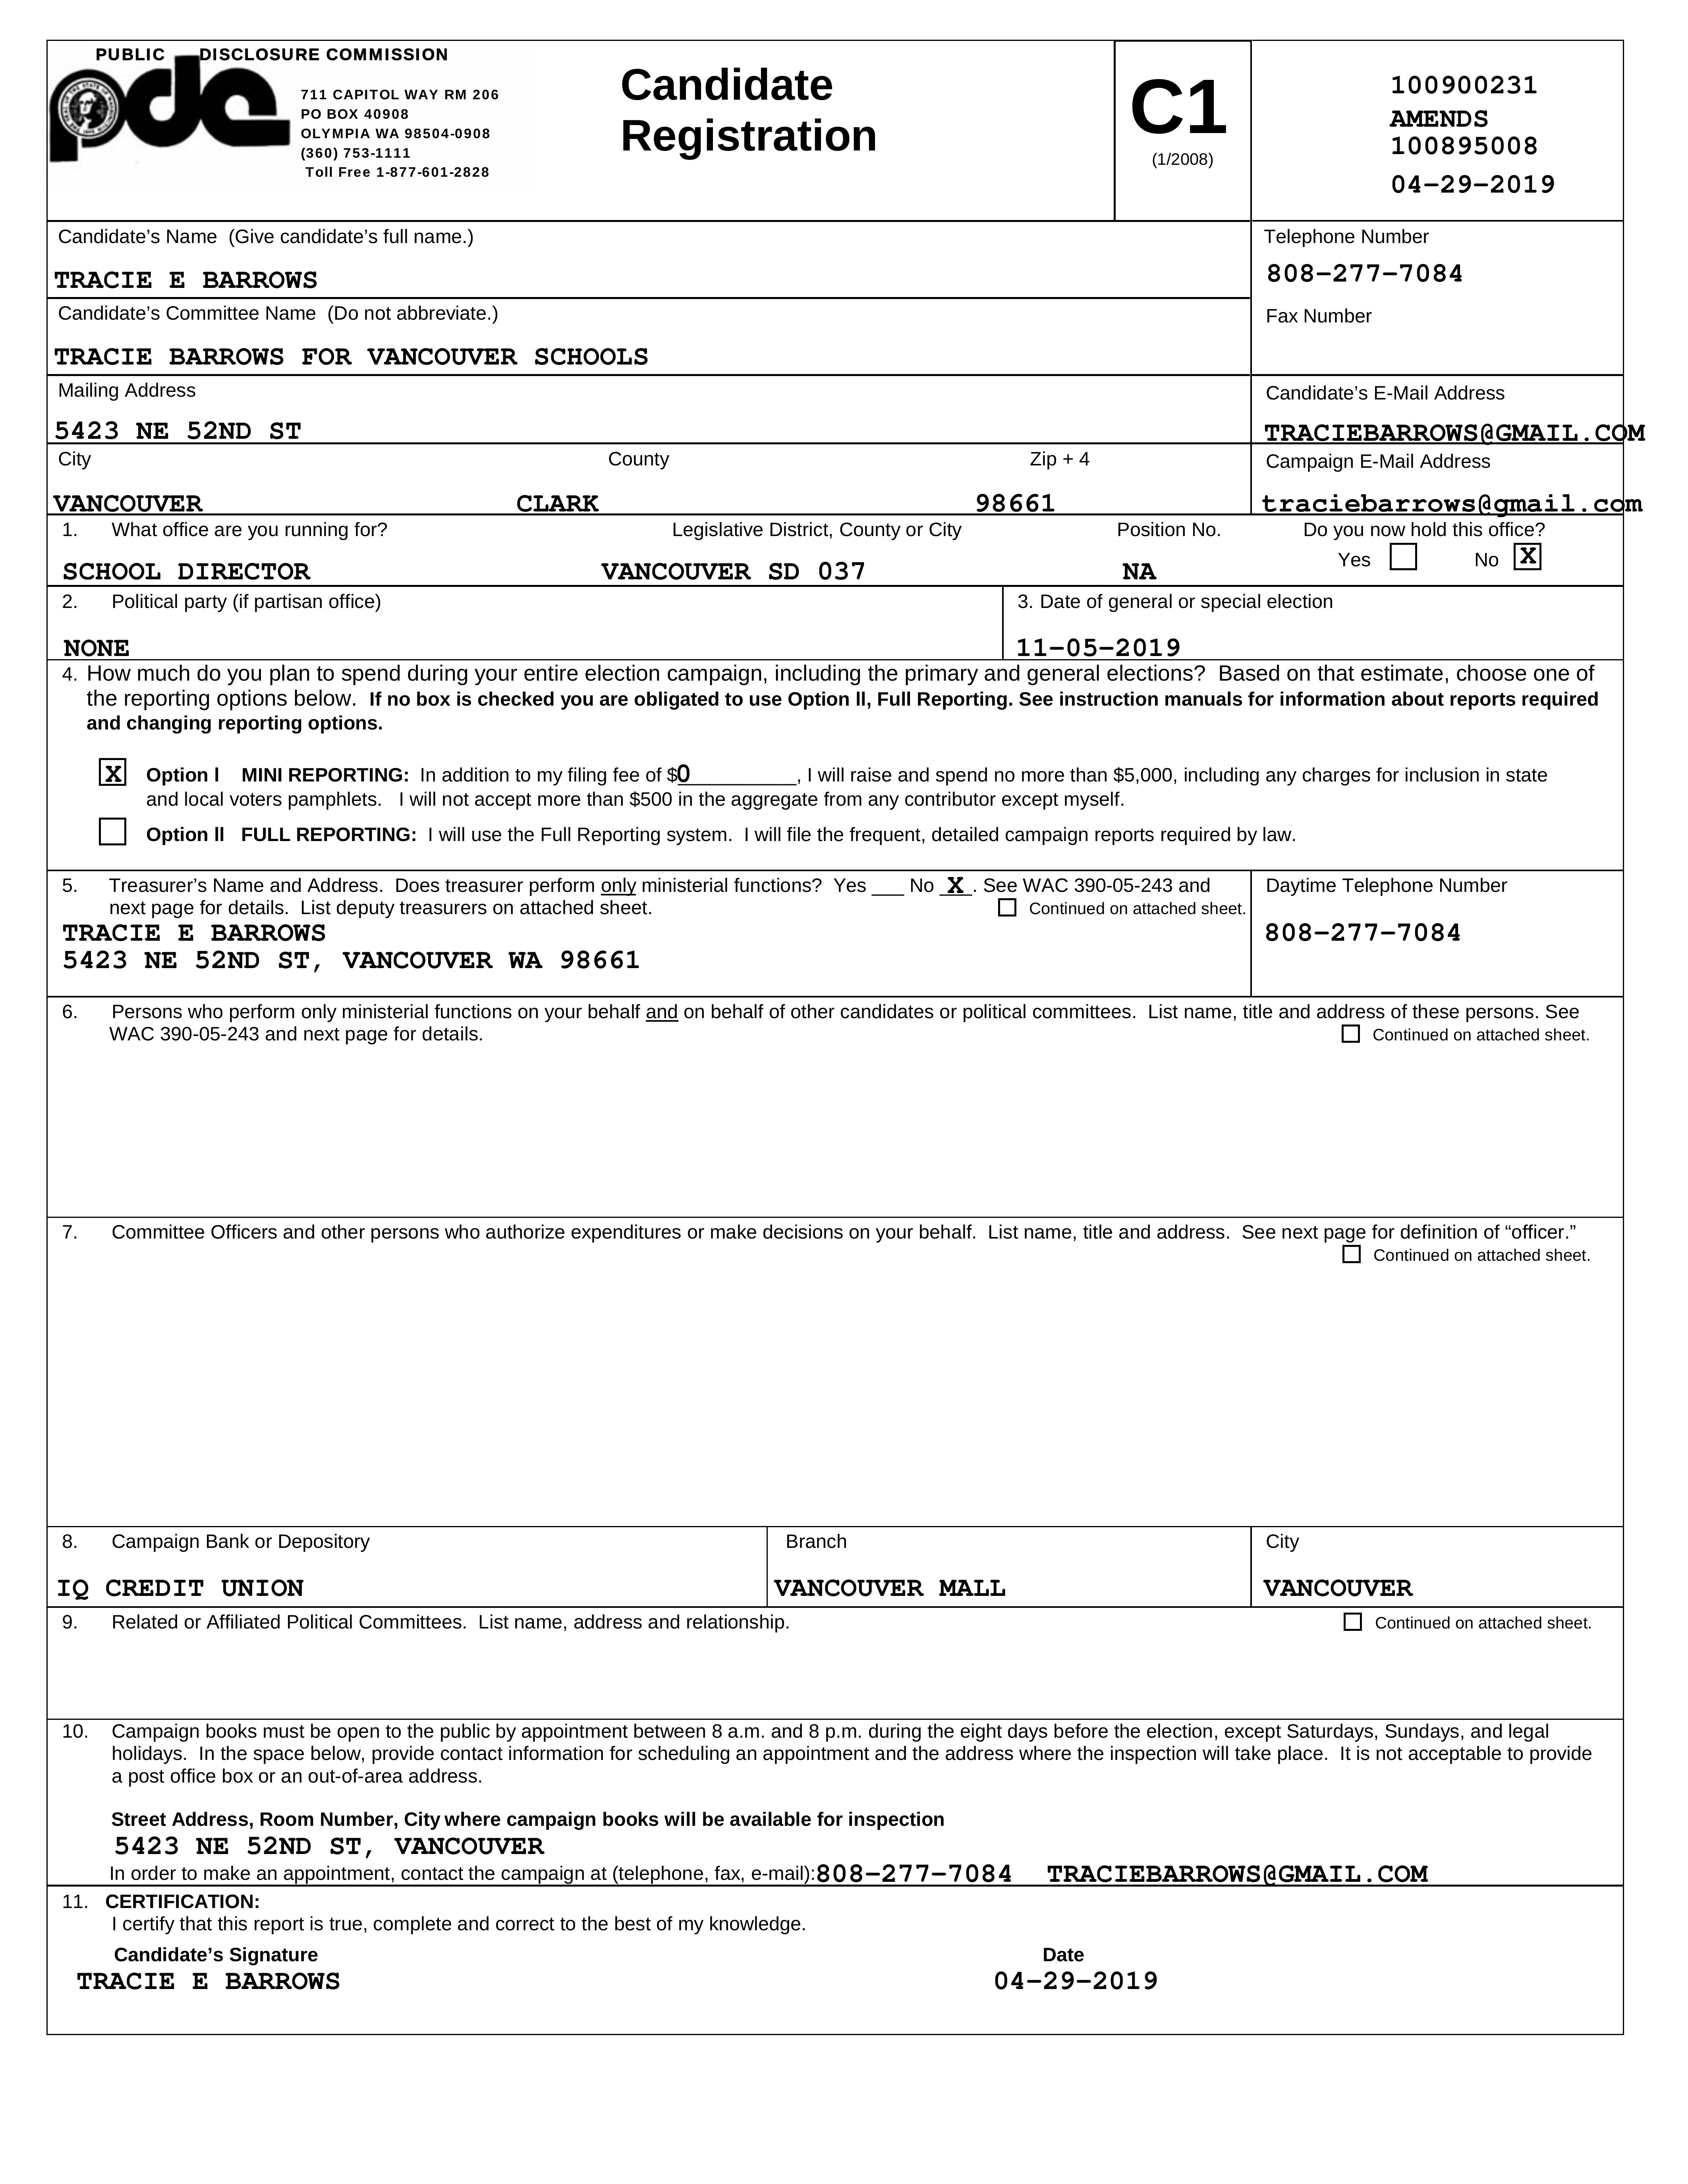 PUBLIC DISCLOSURE COMMISSION
pdc
711 CAPITOL WAY RM 206
PO BOX 40908
OLYMPIA WA 98504-0908
(360) 753-1111
Toll Free 1-877-601-2828
Candidate
Registration
C1
(1/2008)
100900231
AMENDS
100895008
04-29-2019
Candidate's Name (Give candidate's full name.)
TRACIE E BARROWS
Telephone Number
808-277-7084
Candidate's Committee Name (Do not abbreviate.)
TRACIE BARROWS FOR VANCOUVER SCHOOLS
Fax Number
Mailing Address
5423 NE 52ND ST
Candidate's E-Mail Address
TRACIEBARROWS@GMAIL.COM
City County Zip + 4
VANCOUVER CLARK 98661
Campaign E-Mail Address
traciebarrows@gmail.com
1. What office are you running for? Legislative District, County or City Position No. Do you now hold this office?
Yes No X
SCHOOL DIRECTOR VANCOUVER SD 037 NA
2. Political party (if partisan office)
NONE
3. Date of general or special election
11-05-2019
4. How much do you plan to spend during your entire election campaign, including the primary and general elections? Based on that estimate, choose one of
the reporting options below. If no box is checked you are obligated to use Option ll, Full Reporting. See instruction manuals for information about reports required
and changing reporting options.
X Option l MINI REPORTING: In addition to my filing fee of $0___________, I will raise and spend no more than $5,000, including any charges for inclusion in state
and local voters pamphlets. I will not accept more than $500 in the aggregate from any contributor except myself.
Option ll FULL REPORTING: I will use the Full Reporting system. I will file the frequent, detailed campaign reports required by law.
5. Treasurer's Name and Address. Does treasurer perform only ministerial functions? Yes ___ No _X_. See WAC 390-05-243 and
next page for details. List deputy treasurers on attached sheet. Continued on attached sheet.
TRACIE E BARROWS
5423 NE 52ND ST, VANCOUVER WA 98661
Daytime Telephone Number
808-277-7084
6. Persons who perform only ministerial functions on your behalf and on behalf of other candidates or political committees. List name, title and address of these persons. See
WAC 390-05-243 and next page for details. Continued on attached sheet.
7. Committee Officers and other persons who authorize expenditures or make decisions on your behalf. List name, title and address. See next page for definition of “officer.”
Continued on attached sheet.
8. Campaign Bank or Depository Branch City
IQ CREDIT UNION VANCOUVER MALL VANCOUVER
9. Related or Affiliated Political Committees. List name, address and relationship. Continued on attached sheet.
10. Campaign books must be open to the public by appointment between 8 a.m. and 8 p.m. during the eight days before the election, except Saturdays, Sundays, and legal
holidays. In the space below, provide contact information for scheduling an appointment and the address where the inspection will take place. It is not acceptable to provide
a post office box or an out-of-area address.
Street Address, Room Number, City where campaign books will be available for inspection
5423 NE 52ND ST, VANCOUVER
In order to make an appointment, contact the campaign at (telephone, fax, e-mail):808-277-7084 TRACIEBARROWS@GMAIL.COM
11. CERTIFICATION:
I certify that this report is true, complete and correct to the best of my knowledge.
Candidate's Signature Date
TRACIE E BARROWS 04-29-2019